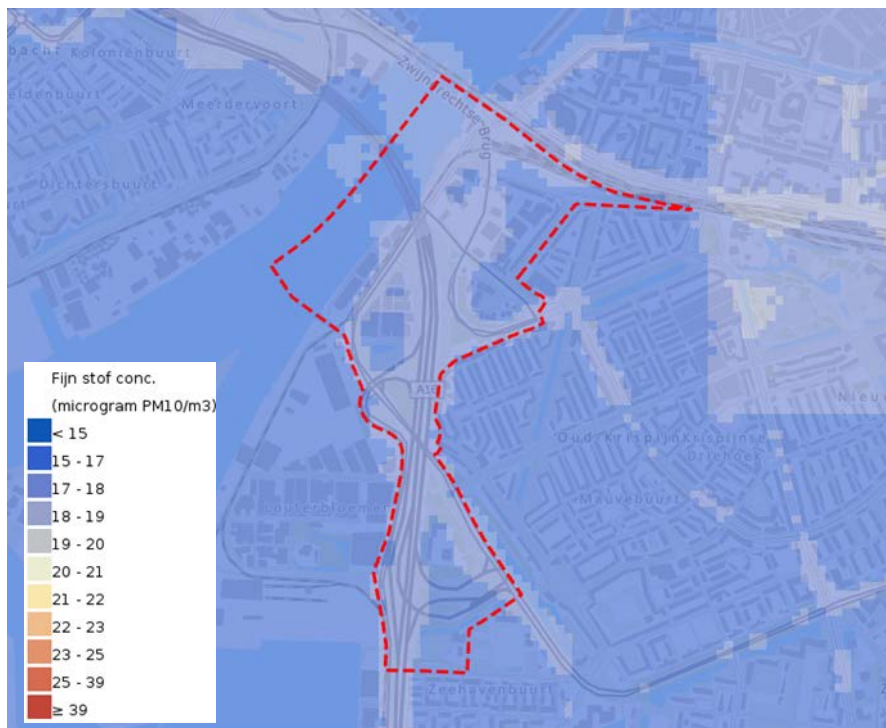 Kolonienbuurt
Zwijndrechtse Brug
Meerdervoort
Dichtersbuurt
A16
Nieu
Oud Krispijn
Krispijnse
Driehoek
Mauvebuurt
Zeehavenbuurt
Fijn stof conc.
(microgram PM10/m3)
< 15
15 - 17
17 - 18
18 - 19
19 - 20
20 - 21
21 - 22
22 - 23
23 - 25
25 - 39
≥ 39